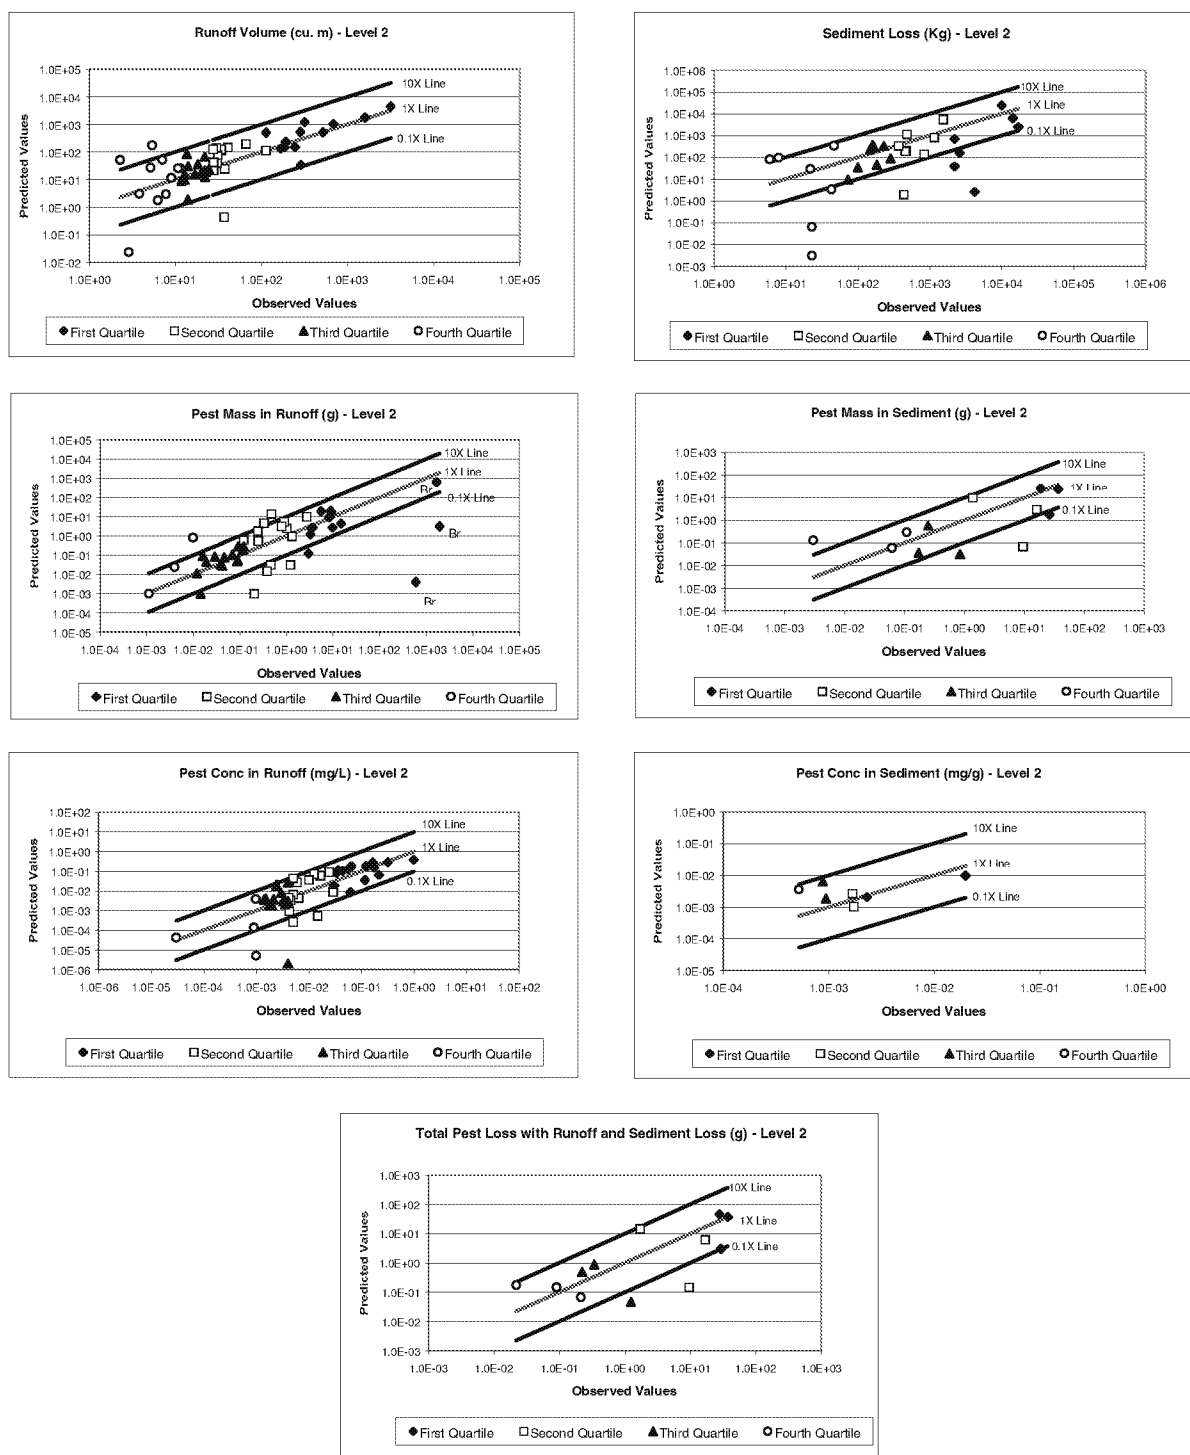 Runoff Volume (cu. m) - Level 2
1.0E+05
1.0E+04
1.0E+03
1.0E+02
1.0E+01
1.0E+00
1.0E-01
1.0E-02
Predicted Values
10X Line
1X Line
0.1X Line
1.0E+00 1.0E+01 1.0E+02 1.0E+03 1.0E+04 1.0E+05
Observed Values
First Quartile Second Quartile Third Quartile Fourth Quartile
Sediment Loss (Kg) - Level 2
1.0E+06
1.0E+05
1.0E+04
1.0E+03
1.0E+02
1.0E+01
1.0E+00
1.0E-01
1.0E-02
1.0E-03
Predicted Values
10X Line
1X Line
0.1X Line
1.0E+00 1.0E+01 1.0E+02 1.0E+03 1.0E+04 1.0E+05 1.0E+06
Observed Values
First Quartile Second Quartile Third Quartile Fourth Quartile
Pest Mass in Runoff (g) - Level 2
1.0E+05
1.0E+04
1.0E+03
1.0E+02
1.0E+01
1.0E+00
1.0E-01
1.0E-02
1.0E-03
1.0E-04
1.0E-05
Predicted Values
10X Line
1X Line
Br
0.1X Line
Br
Br
1.0E-04 1.0E-03 1.0E-02 1.0E-01 1.0E+00 1.0E+01 1.0E+02 1.0E+03 1.0E+04 1.0E+05
Observed Values
First Quartile Second Quartile Third Quartile Fourth Quartile
Pest Mass in Sediment (g) - Level 2
1.0E+03
1.0E+02
1.0E+01
1.0E+00
1.0E-01
1.0E-02
1.0E-03
1.0E-04
Predicted Values
10X Line
1X Line
0.1X Line
1.0E-04 1.0E-03 1.0E-02 1.0E-01 1.0E+00 1.0E+01 1.0E+02 1.0E+03
Observed Values
First Quartile Second Quartile Third Quartile Fourth Quartile
Pest Conc in Runoff (mg/L) - Level 2
1.0E+02
1.0E+01
1.0E+00
1.0E-01
1.0E-02
1.0E-03
1.0E-04
1.0E-05
1.0E-06
Predicted Values
10X Line
1X Line
0.1X Line
1.0E-06 1.0E-05 1.0E-04 1.0E-03 1.0E-02 1.0E-01 1.0E+00 1.0E+01 1.0E+02
Observed Values
First Quartile Second Quartile Third Quartile Fourth Quartile
Pest Conc in Sediment (mg/g) - Level 2
1.0E+00
1.0E-01
1.0E-02
1.0E-03
1.0E-04
1.0E-05
Predicted Values
10X Line
1X Line
0.1X Line
1.0E-04 1.0E-03 1.0E-02 1.0E-01 1.0E+00
Observed Values
First Quartile Second Quartile Third Quartile Fourth Quartile
Total Pest Loss with Runoff and Sediment Loss (g) - Level 2
1.0E+03
1.0E+02
1.0E+01
1.0E+00
1.0E-01
1.0E-02
1.0E-03
Predicted Values
10X Line
1X Line
0.1X Line
1.0E-03 1.0E-02 1.0E-01 1.0E+00 1.0E+01 1.0E+02 1.0E+03
Observed Values
First Quartile Second Quartile Third Quartile Fourth Quartile